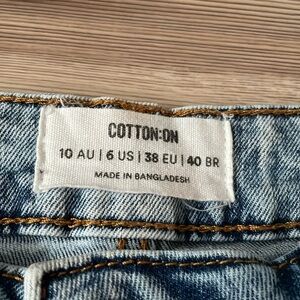 COTTON:ON
10 AU | 6 US | 38 EU | 40 BR
MADE IN BANGLADESH